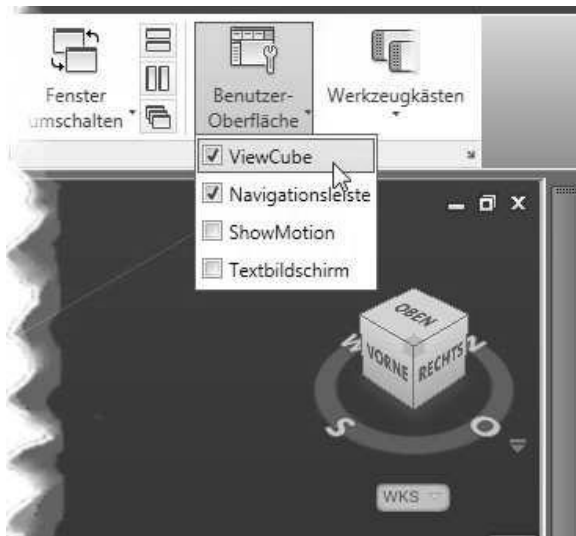 Fenster
umschalten
Benutzer-
Oberfläche
Werkzeugkästen
ViewCube
Navigationsleiste
ShowMotion
Textbildschirm
OBEN
VORNE
RECHTS
W
N
S
O
WKS